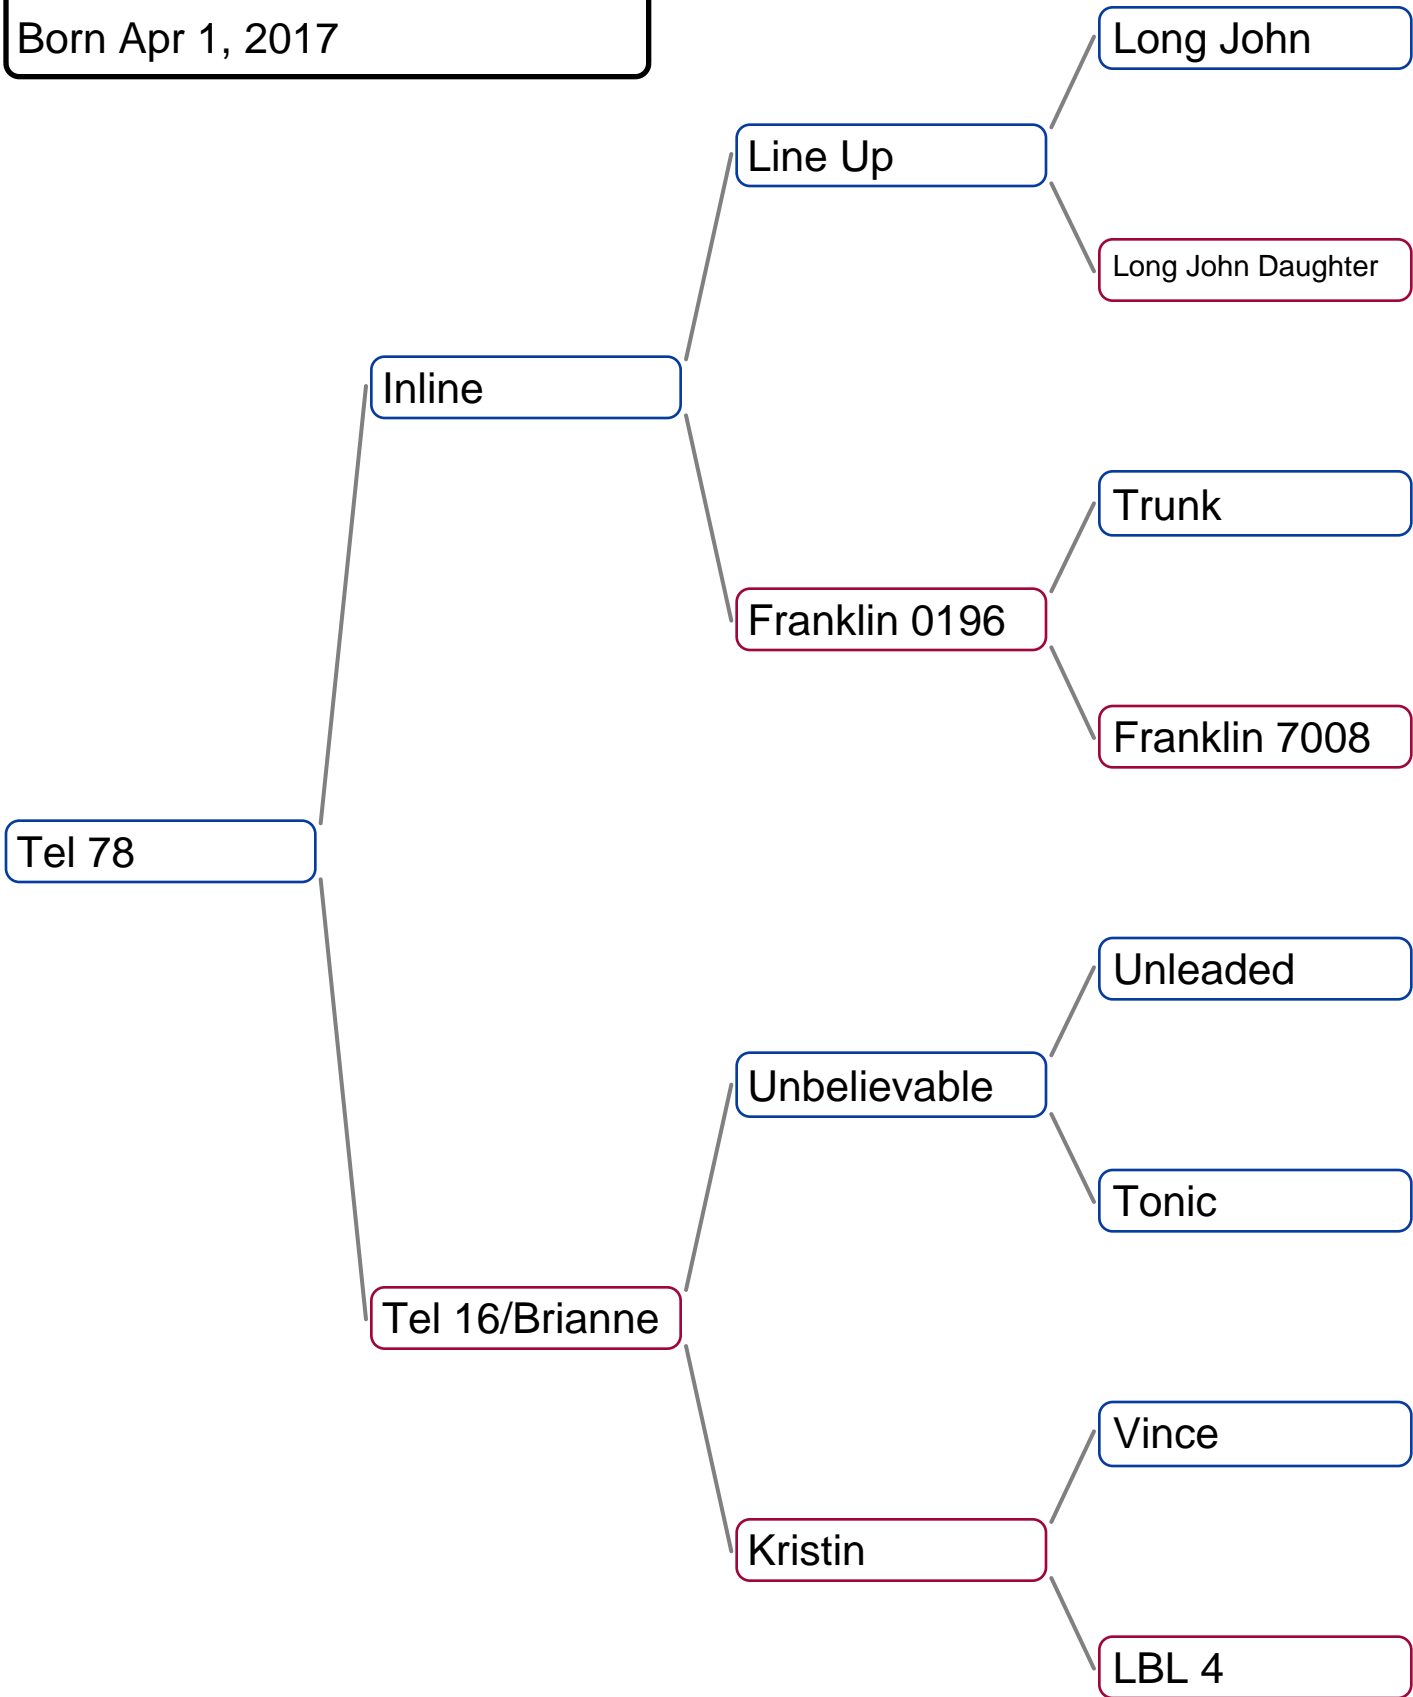 Born Apr 1, 2017
Long John
Line Up
Long John Daughter
Inline
Trunk
Franklin 0196
Franklin 7008
Tel 78
Unleaded
Unbelievable
Tonic
Tel 16/Brianne
Vince
Kristin
LBL 4